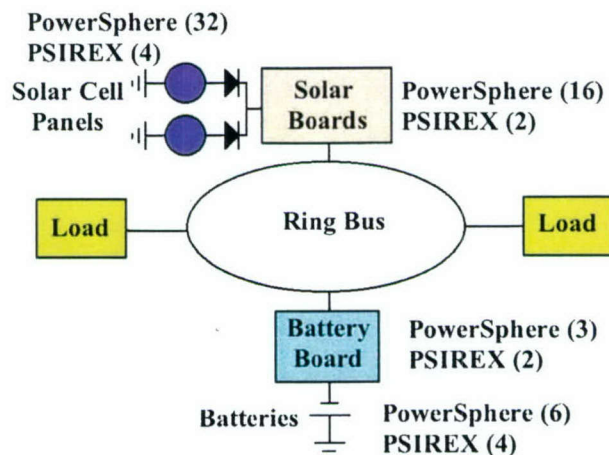 PowerSphere (32)
PSIREX (4)
Solar Cell
Panels
Solar
Boards
PowerSphere (16)
PSIREX (2)
Load
Ring Bus
Load
Battery
Board
PowerSphere (3)
PSIREX (2)
Batteries
PowerSphere (6)
PSIREX (4)